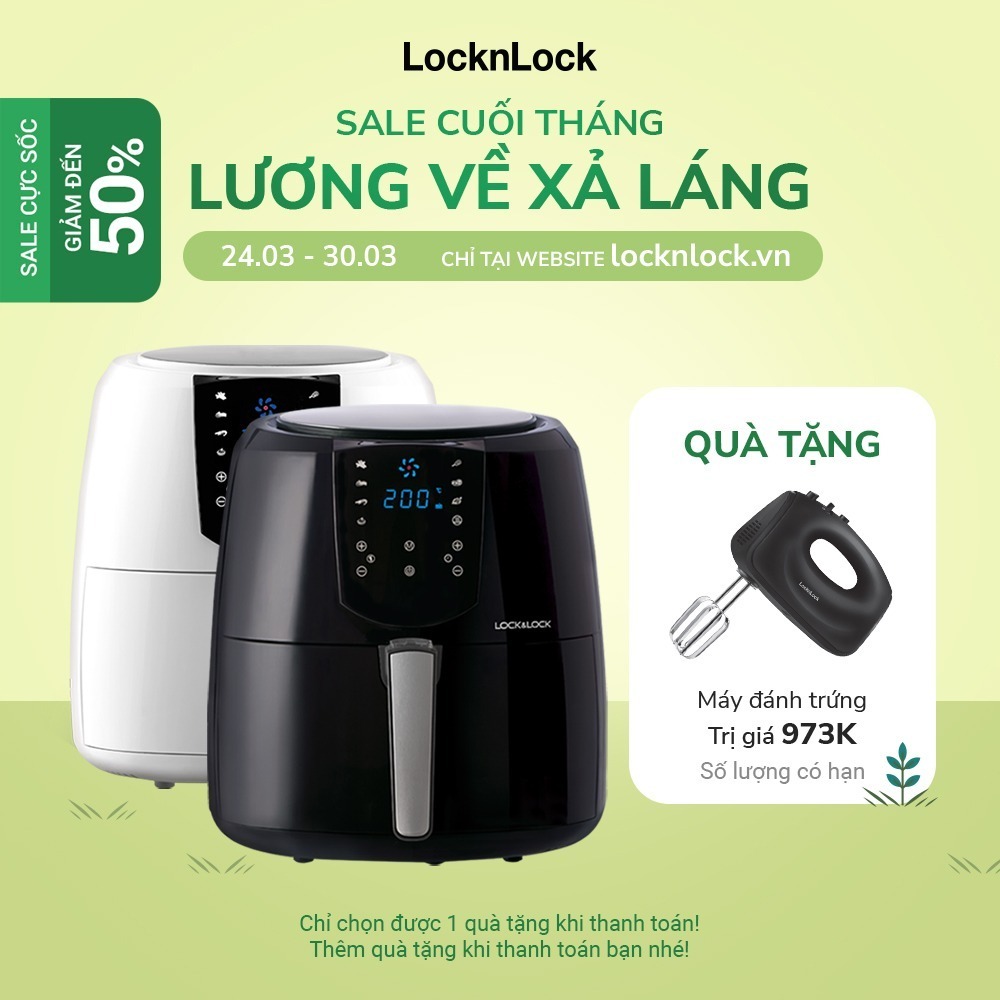 LocknLock
SALE CUỐI THÁNG
LƯƠNG VỀ XẢ LÁNG
24.03 - 30.03 CHỈ TẠI WEBSITE locknlock.vn
SALE CỰC SỐC
GIẢM ĐẾN
50%
200°C
LOCK&LOCK
QUÀ TẶNG
LocknLock
Máy đánh trứng
Trị giá 973K
Số lượng có hạn
Chỉ chọn được 1 quà tặng khi thanh toán!
Thêm quà tặng khi thanh toán bạn nhé!